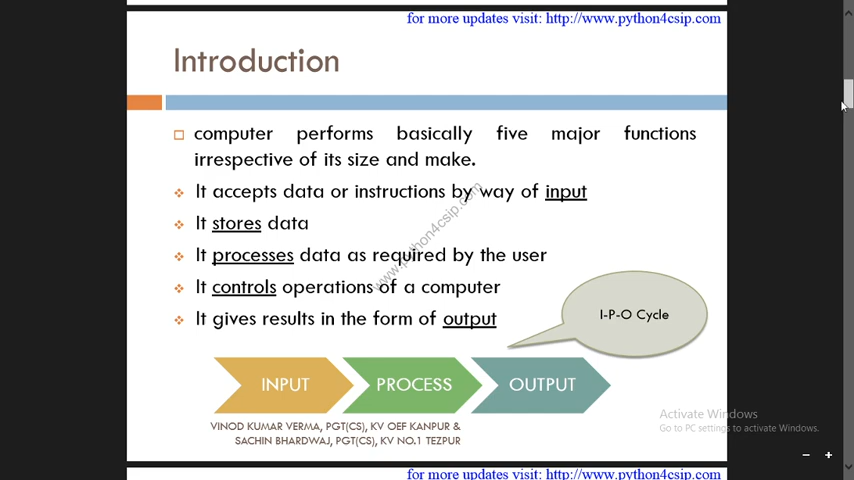 for more updates visit: http://www.python4csip.com
Introduction
computer performs basically five major functions
irrespective of its size and make.
It accepts data or instructions by way of input
It stores data
It processes data as required by the user
It controls operations of a computer
It gives results in the form of output
www.python4csip.com
I-P-O Cycle
INPUT PROCESS OUTPUT
VINOD KUMAR VERMA, PGT(CS), KV OEF KANPUR &
SACHIN BHARDWAJ, PGT(CS), KV NO.1 TEZPUR
Activate Windows
Go to PC settings to activate Windows.
for more updates visit: http://www.python4csip.com